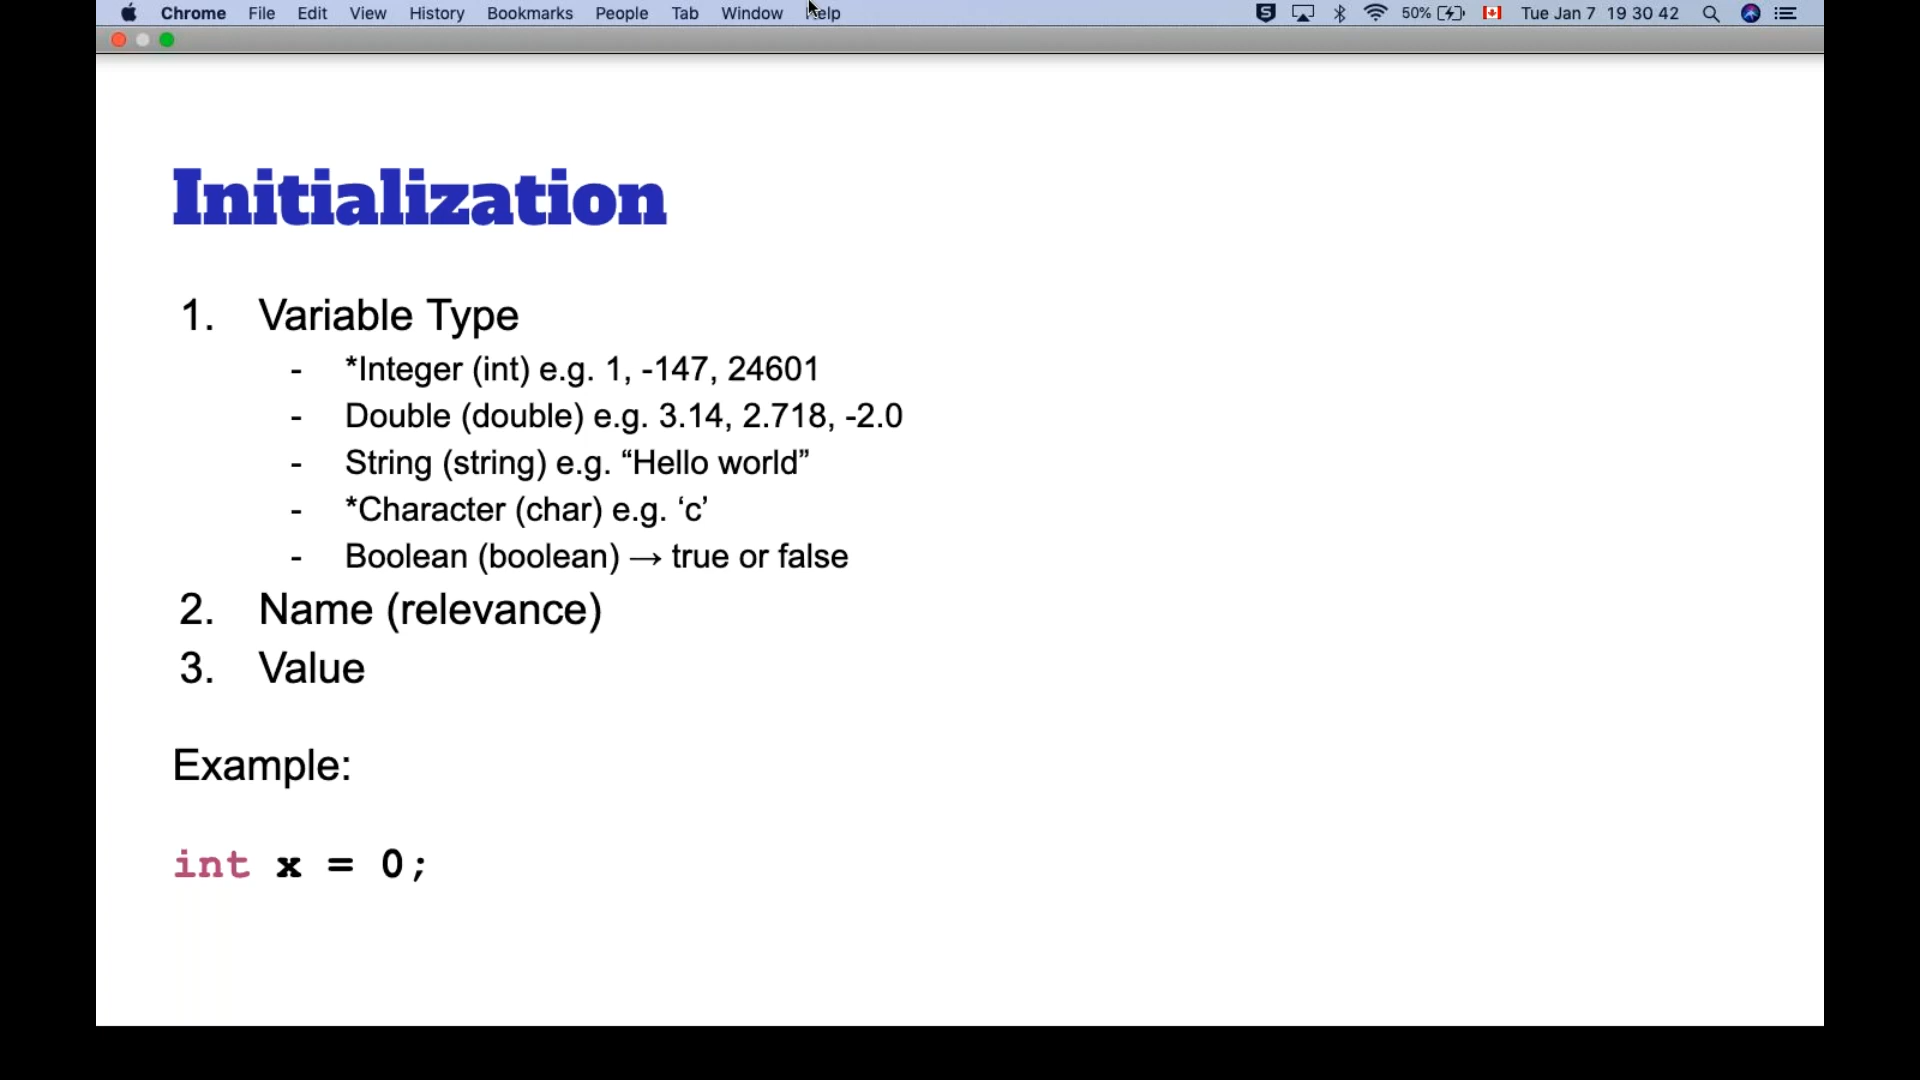 Chrome File Edit View History Bookmarks People Tab Window Help 50% Tue Jan 7 19 30 42
Initialization
1. Variable Type
- *Integer (int) e.g. 1, -147, 24601
- Double (double) e.g. 3.14, 2.718, -2.0
- String (string) e.g. “Hello world”
- *Character (char) e.g. ‘c’
- Boolean (boolean) → true or false
2. Name (relevance)
3. Value
Example:
int x = 0;